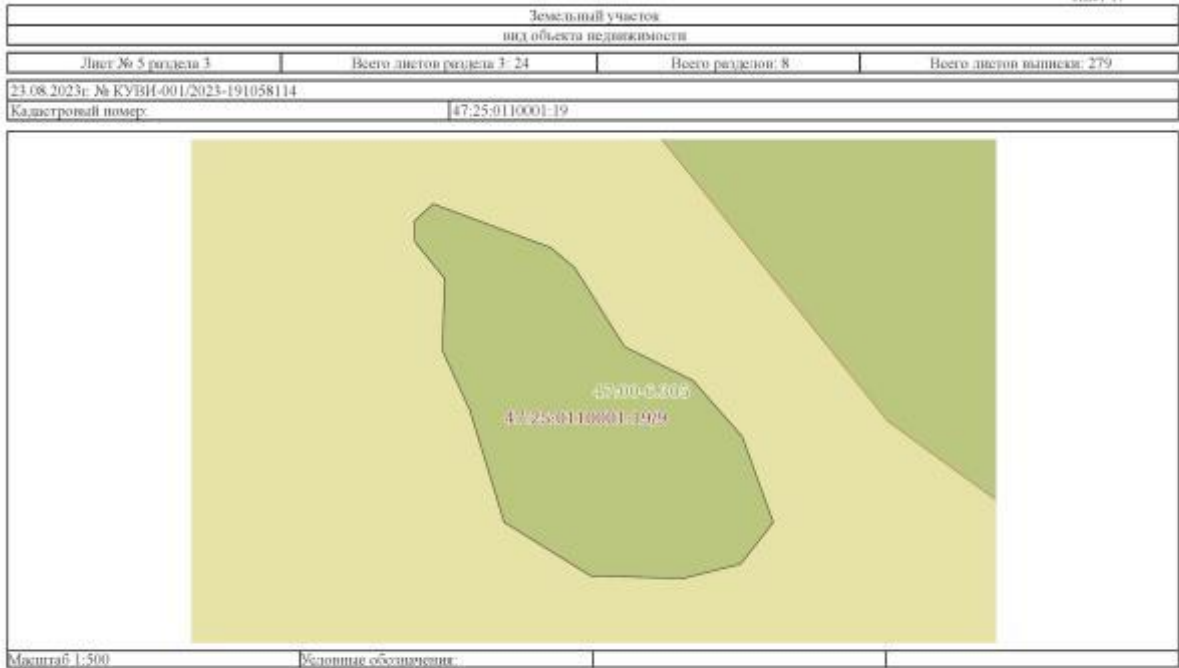 Земельный участок
вид объекта недвижимости
Лист № 5 раздела 3 Всего листов раздела 3: 24 Всего разделов: 8 Всего листов выписки: 279
23.08.2023г. № КУВИ-001/2023-191058114
Кадастровый номер: 47:25:0110001:19
47:00-6.305
47:25:0110001:19/9
Масштаб 1:500 Условные обозначения: